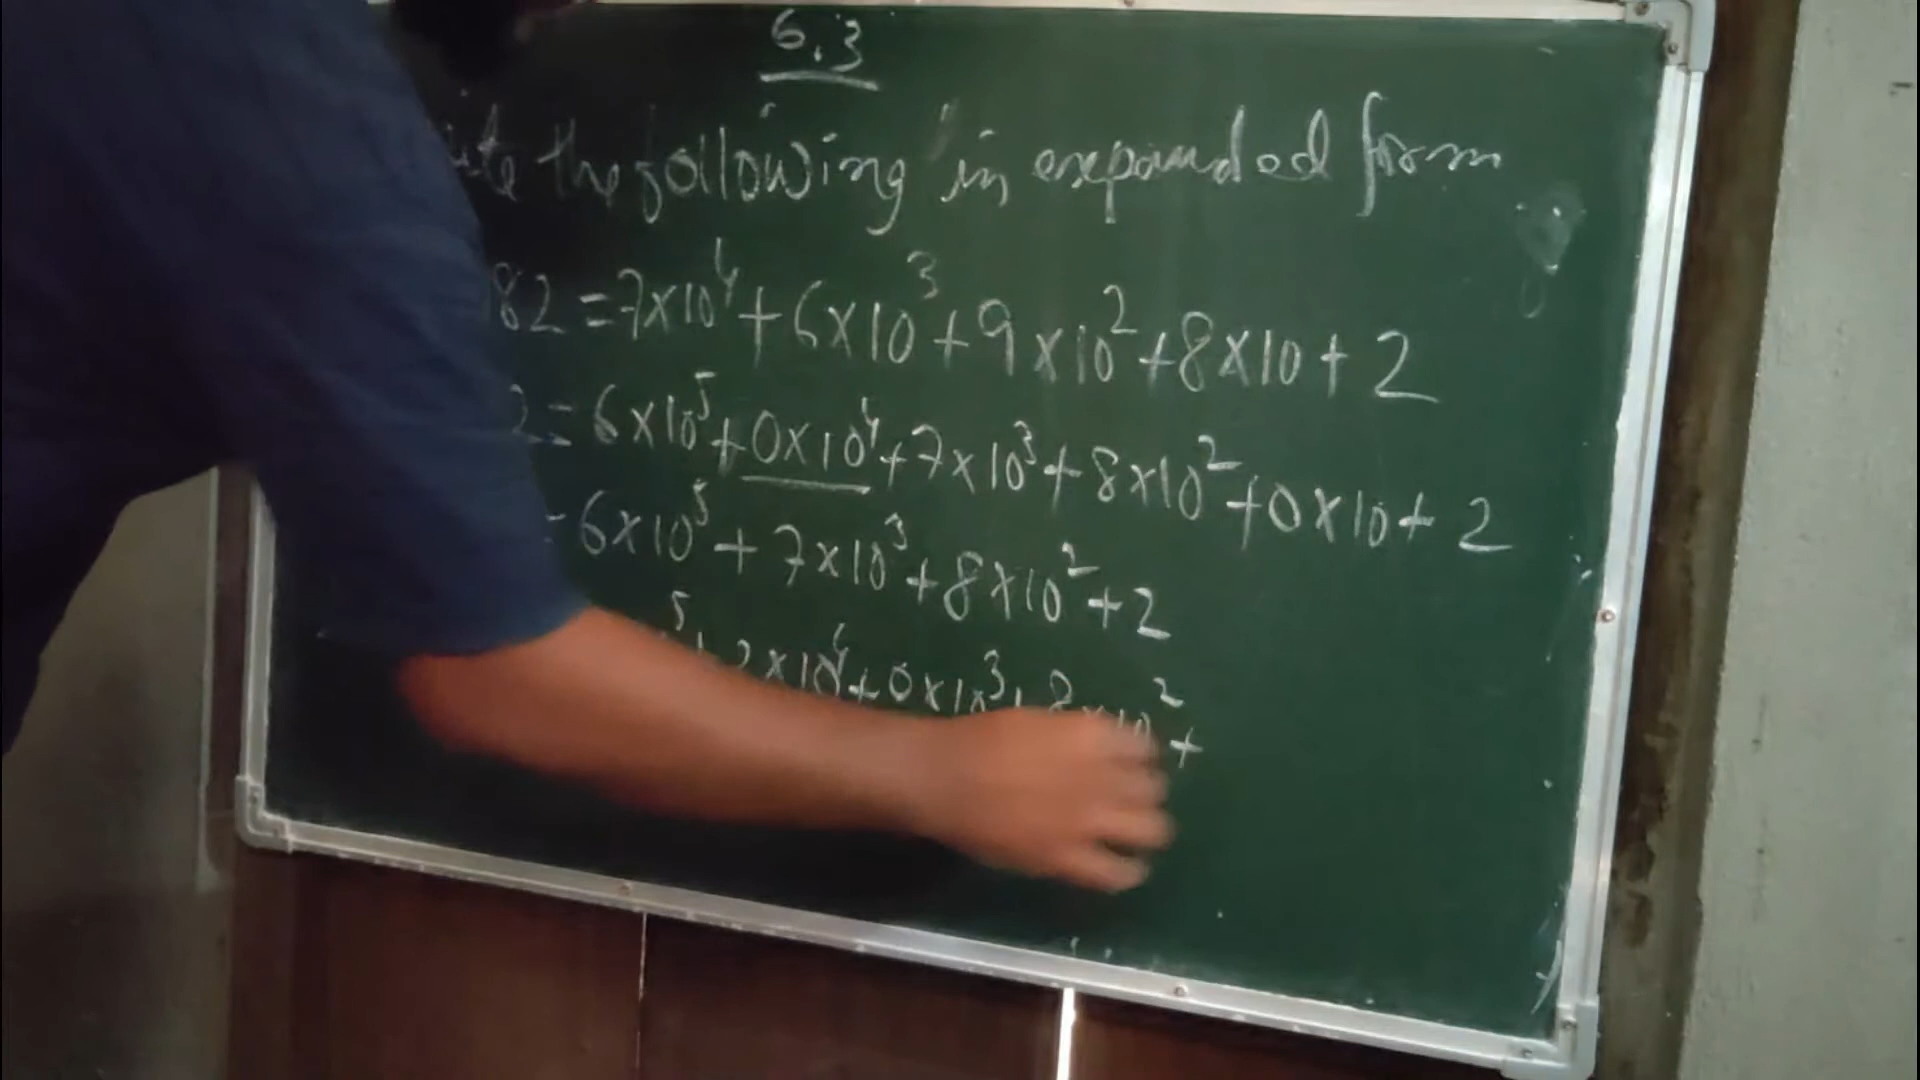 6.3
the following in expanded form
82 = 7×10⁴ + 6×10³ + 9×10² + 8×10 + 2
2 = 6×10⁵ + 0×10⁴ + 7×10³ + 8×10² + 0×10 + 2
= 6×10⁵ + 7×10³ + 8×10² + 2
5 + 2×10⁴ + 0×10³ + 8×10² +